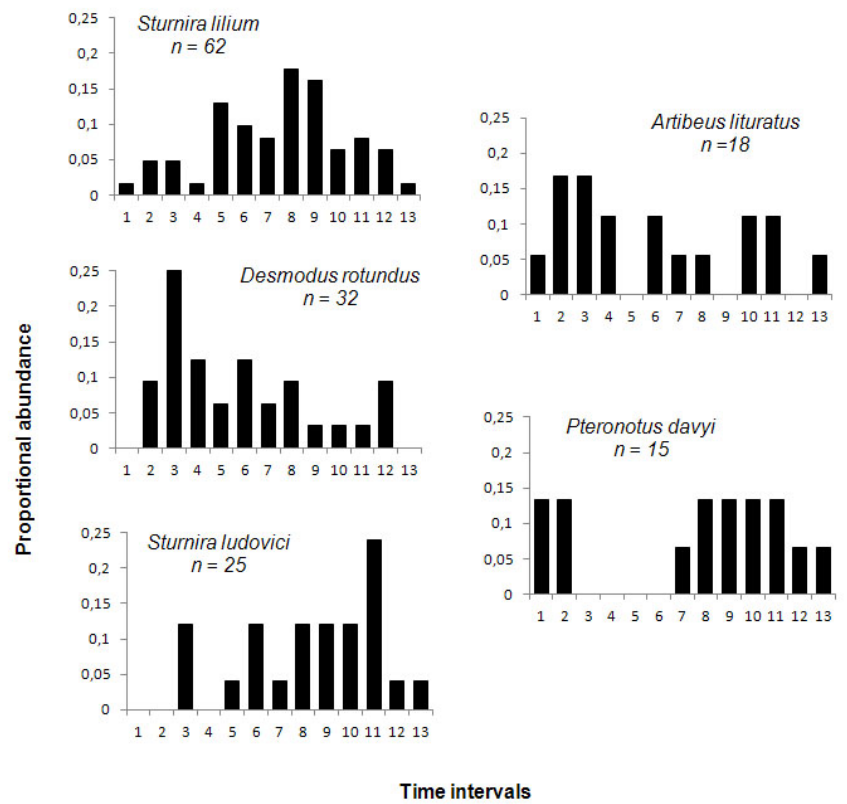 Sturnira lilium
n = 62
0,25
0,2
0,15
0,1
0,05
0
1 2 3 4 5 6 7 8 9 10 11 12 13
Artibeus lituratus
n =18
0,25
0,2
0,15
0,1
0,05
0
1 2 3 4 5 6 7 8 9 10 11 12 13
Desmodus rotundus
n = 32
0,25
0,2
0,15
0,1
0,05
0
1 2 3 4 5 6 7 8 9 10 11 12 13
Pteronotus davyi
n = 15
0,25
0,2
0,15
0,1
0,05
0
1 2 3 4 5 6 7 8 9 10 11 12 13
Sturnira ludovici
n = 25
0,25
0,2
0,15
0,1
0,05
0
1 2 3 4 5 6 7 8 9 10 11 12 13
Proportional abundance
Time intervals